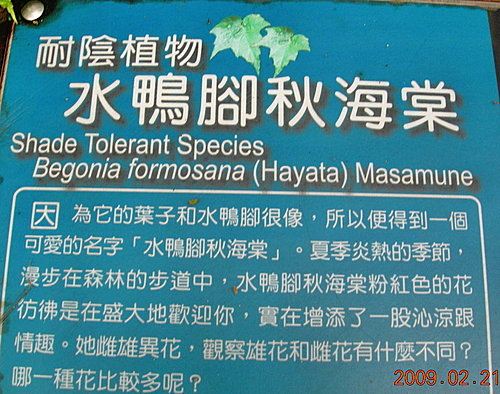 耐陰植物
水鴨腳秋海棠
Shade Tolerant Species
Begonia formosana (Hayata) Masamune
因 為它的葉子和水鴨腳很像，所以便得到一個
可愛的名字「水鴨腳秋海棠」。夏季炎熱的季節，
漫步在森林的步道中，水鴨腳秋海棠粉紅色的花
仿彿是在盛大地歡迎你，實在增添了一股沁涼跟
情趣。她雌雄異花，觀察雄花和雌花有什麼不同？
哪一種花比較多呢？
2009.02.21